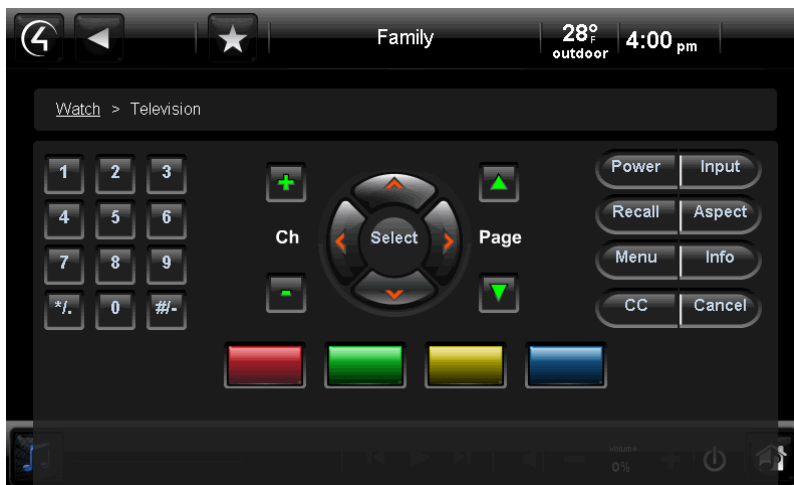 4 Family 28°F outdoor 4:00 pm
Watch > Television
1 2 3
4 5 6
7 8 9
*/. 0 #/-
+
Ch
-
Select
Page
Power Input
Recall Aspect
Menu Info
CC Cancel
Volume
0%